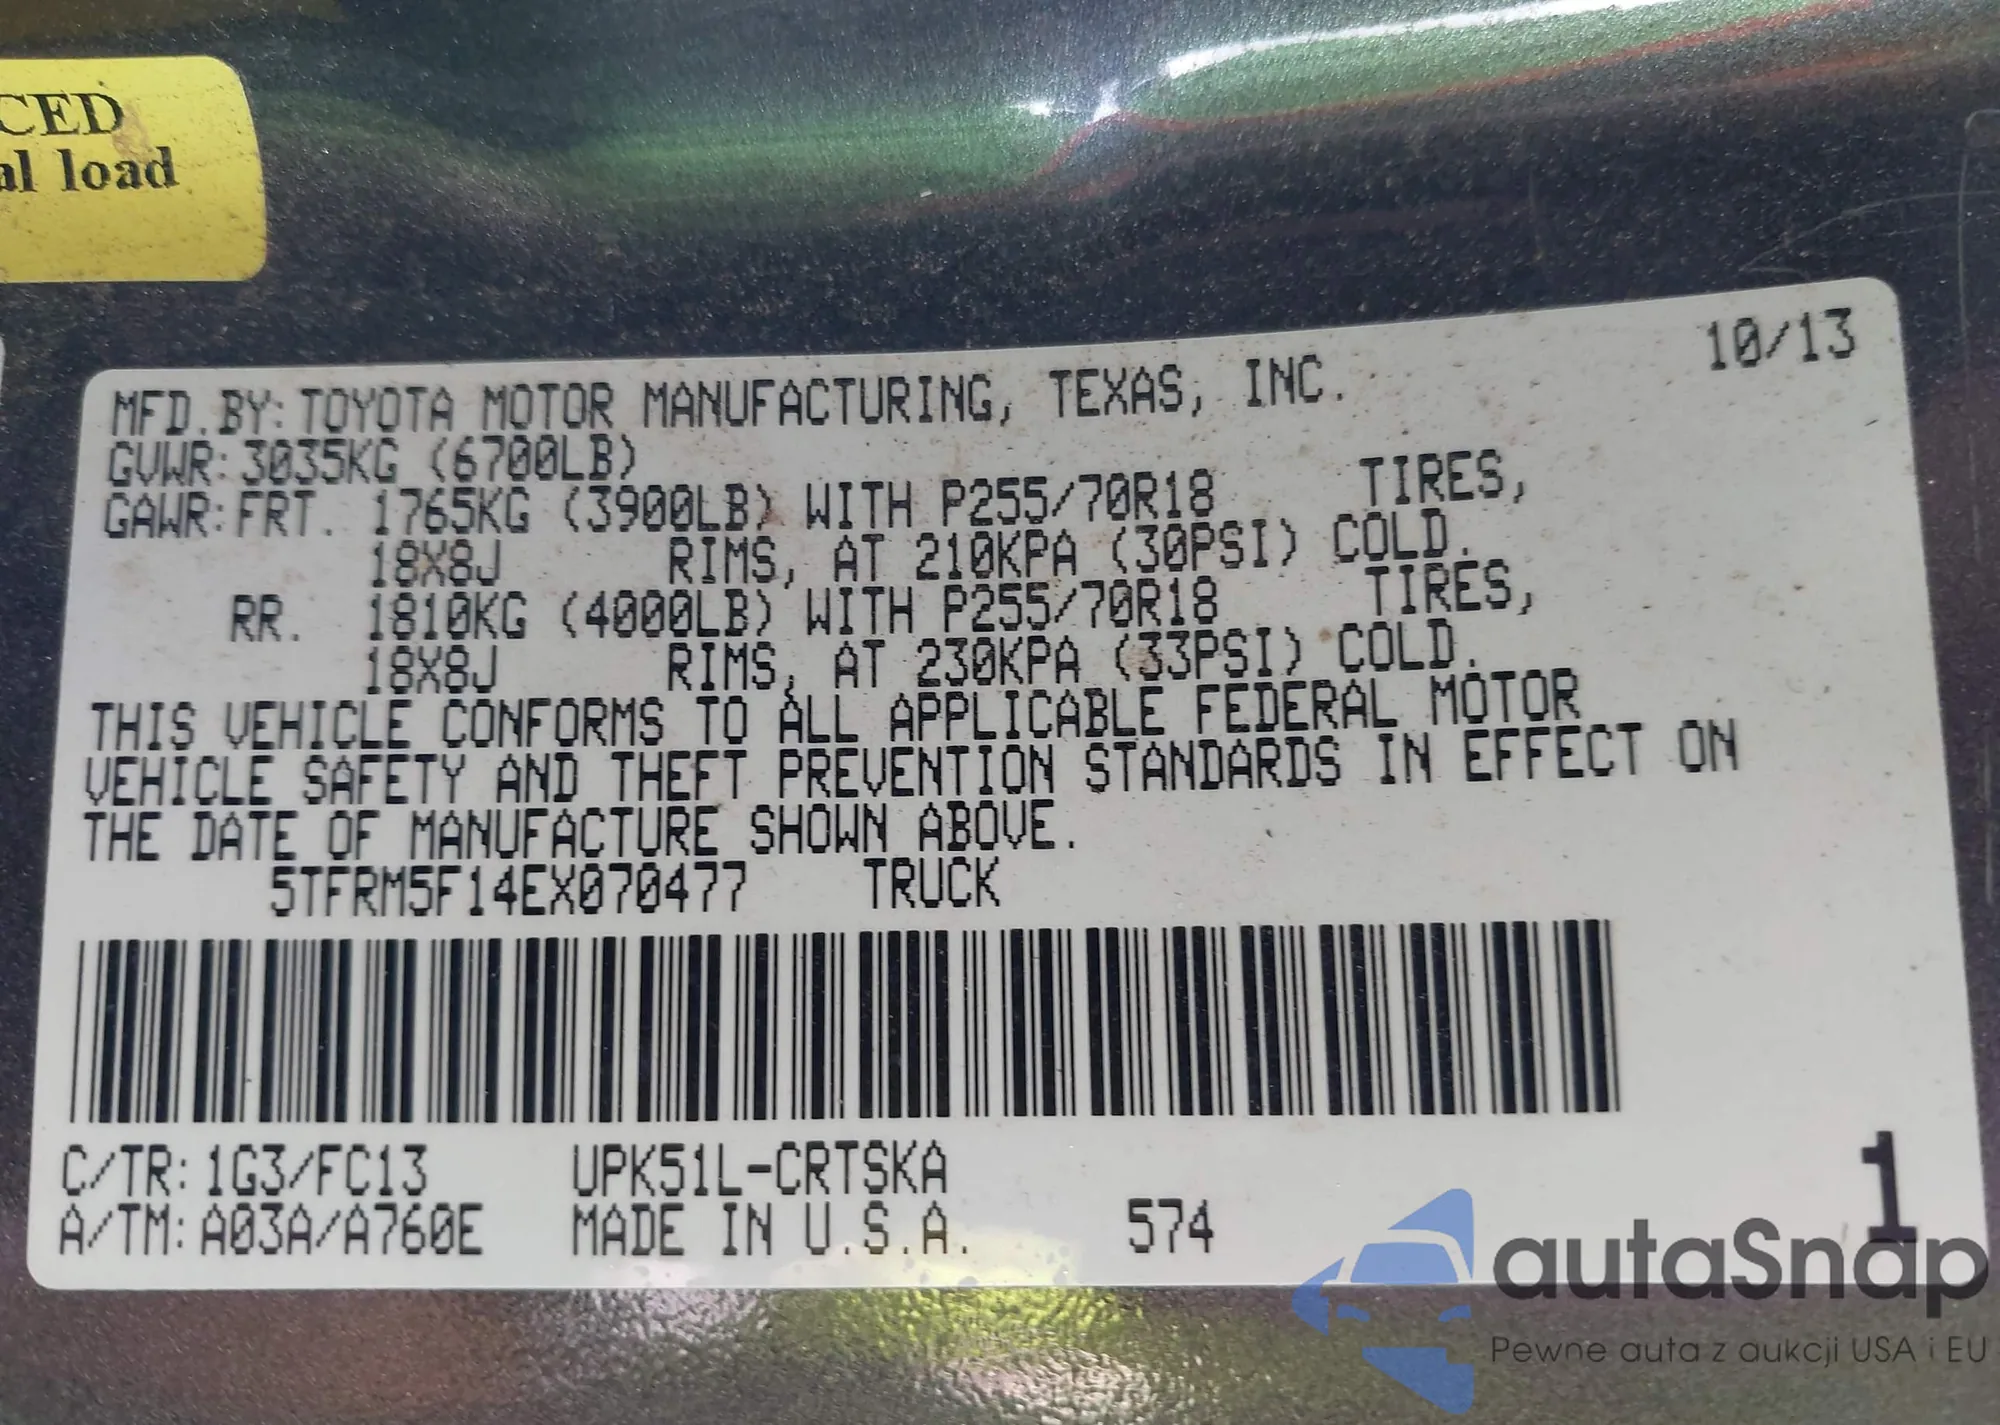 CED
al load
10/13
MFD.BY:TOYOTA MOTOR MANUFACTURING, TEXAS, INC.
GVWR:3035KG (6700LB)
GAWR:FRT. 1765KG (3900LB) WITH P255/70R18 TIRES,
18X8J RIMS, AT 210KPA (30PSI) COLD.
RR. 1810KG (4000LB) WITH P255/70R18 TIRES,
18X8J RIMS, AT 230KPA (33PSI) COLD.
THIS VEHICLE CONFORMS TO ALL APPLICABLE FEDERAL MOTOR
VEHICLE SAFETY AND THEFT PREVENTION STANDARDS IN EFFECT ON
THE DATE OF MANUFACTURE SHOWN ABOVE.
5TFRM5F14EX070477 TRUCK
C/TR:1G3/FC13 UPK51L-CRTSKA
A/TM:A03A/A760E MADE IN U.S.A. 574
1
autaSnap
Pewne auta z aukcji USA i EU